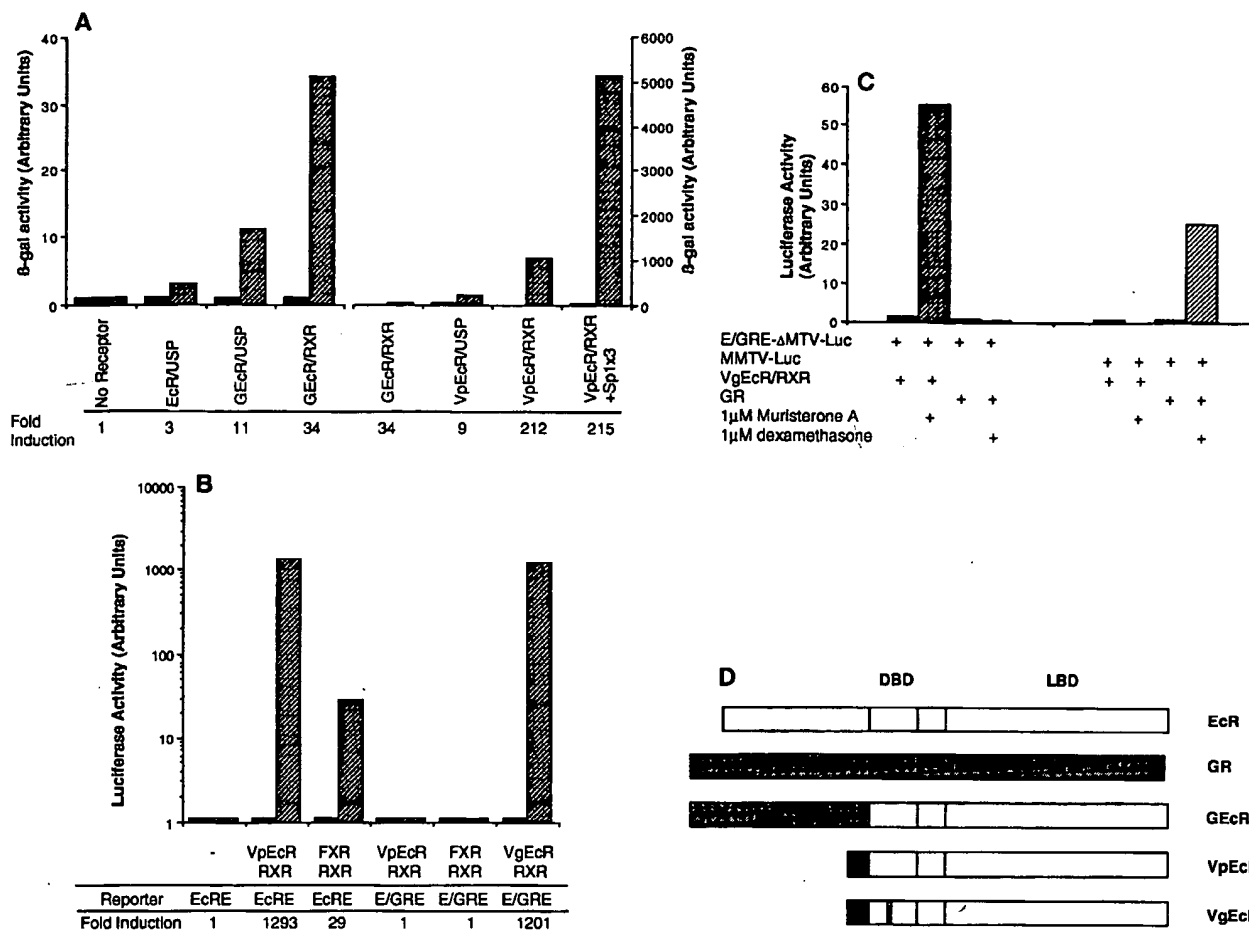 A
β-gal activity (Arbitrary Units)
40
30
20
10
0
6000
5000
4000
3000
2000
1000
0
β-gal activity (Arbitrary Units)
No Receptor
EcR/USP
GEcR/USP
GEcR/RXR
GEcR/RXR
VpEcR/USP
VpEcR/RXR
VpEcR/RXR
+Sp1x3
Fold
Induction
1 3 11 34 34 9 212 215
C
Luciferase Activity
(Arbitrary Units)
60
50
40
30
20
10
0
E/GRE-ΔMTV-Luc + + + +
MMTV-Luc + + + +
VgEcR/RXR + + + +
GR + + + +
1μM Muristerone A + +
1μM dexamethasone + +
B
Luciferase Activity (Arbitrary Units)
10000
1000
100
10
1
- VpEcR FXR VpEcR FXR VgEcR
RXR RXR RXR RXR RXR
Reporter EcRE EcRE EcRE E/GRE E/GRE E/GRE
Fold Induction 1 1293 29 1 1 1201
D
DBD LBD
EcR
GR
GEcR
VpEc
VgEc